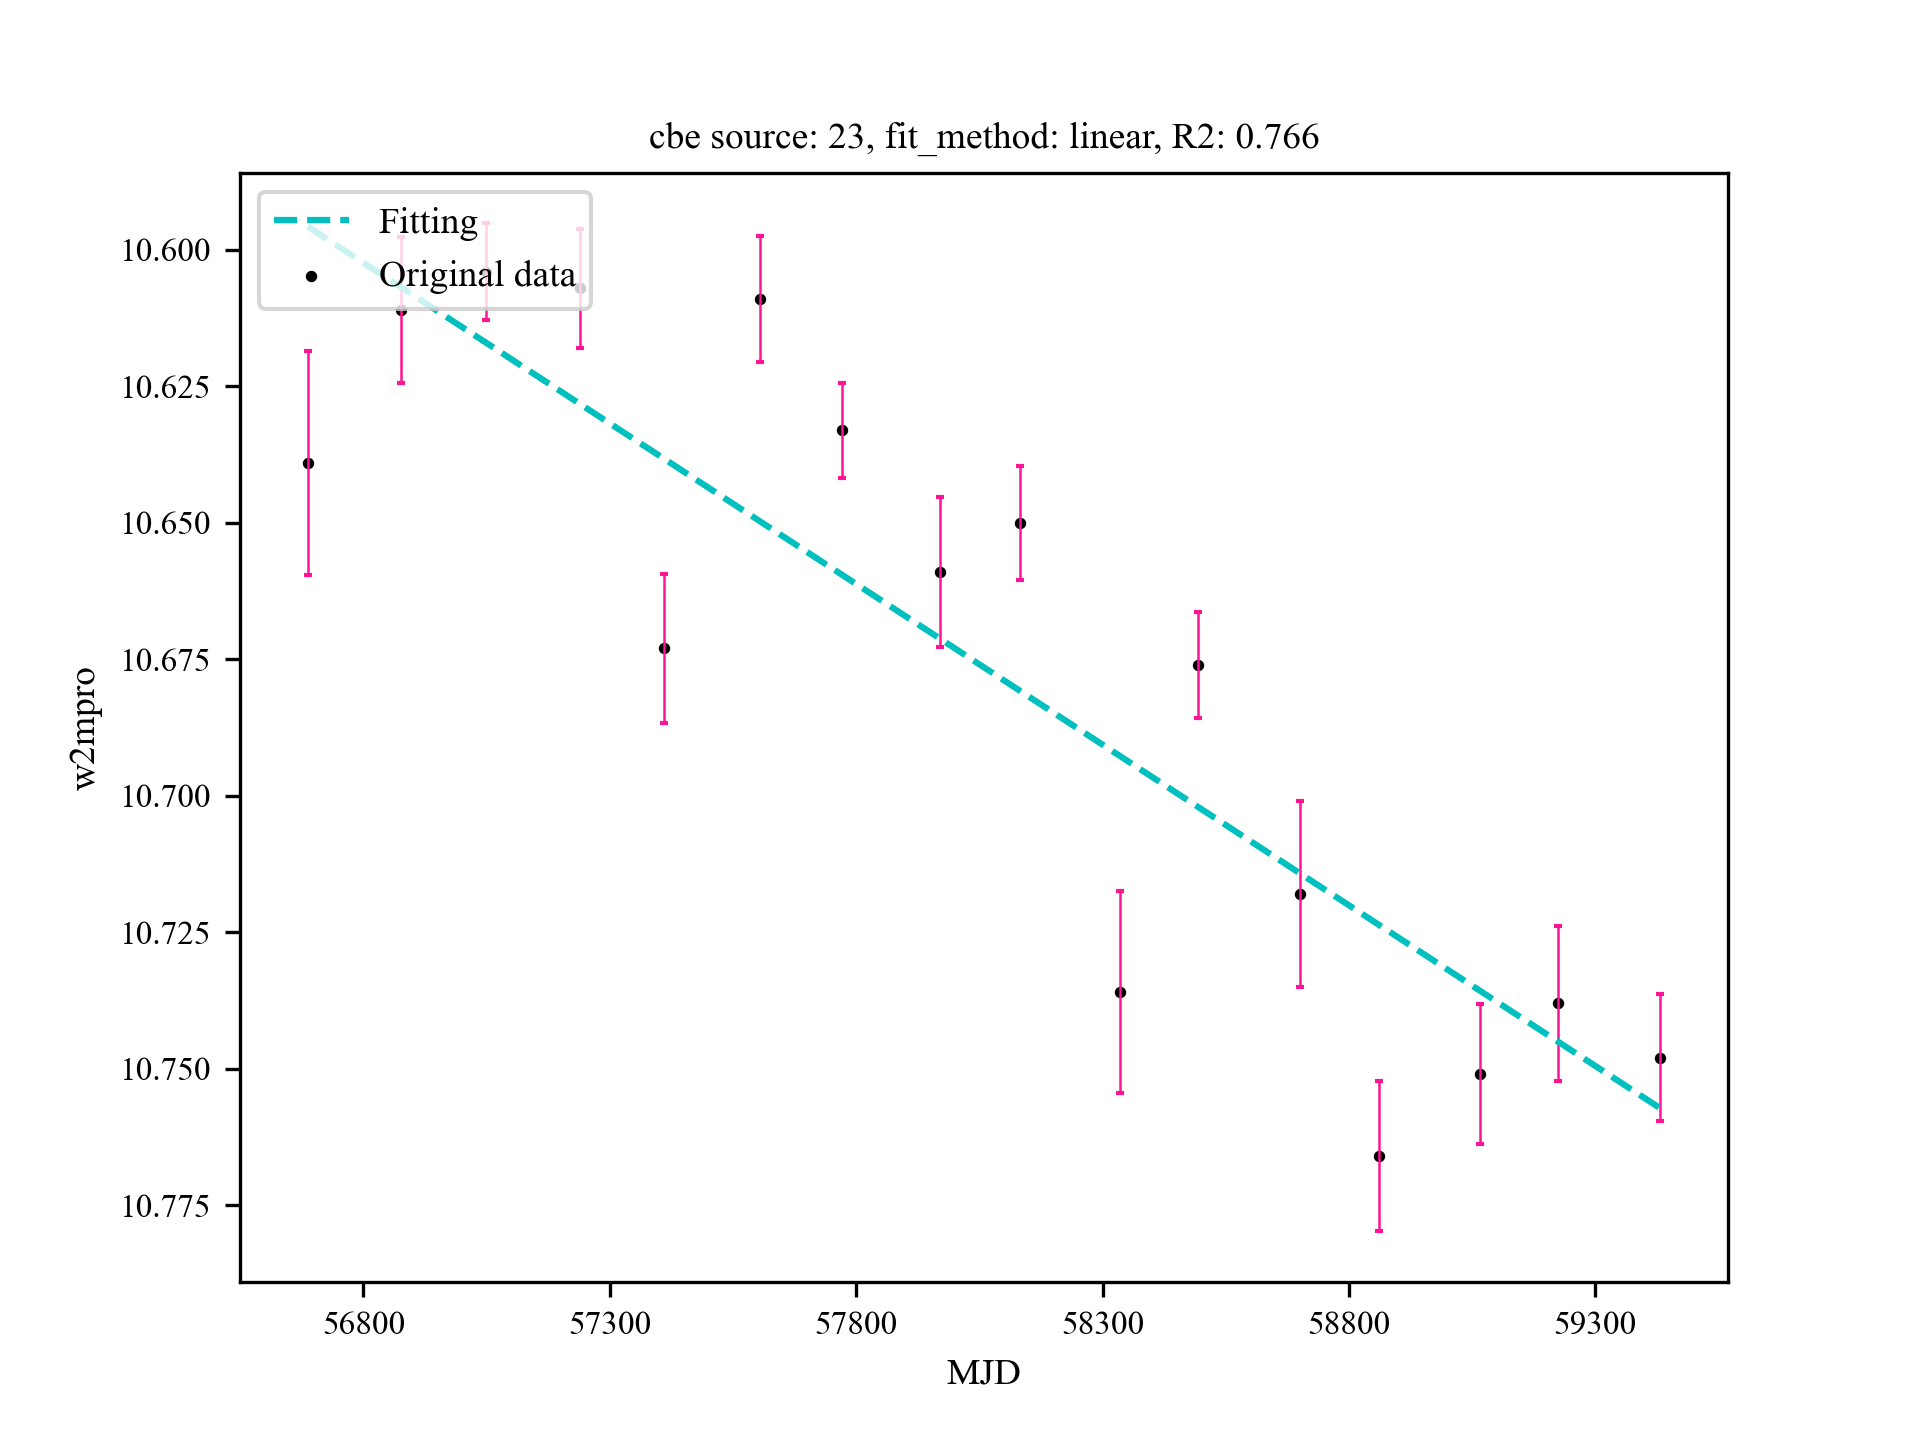 cbe source: 23, fit_method: linear, R2: 0.766
Fitting
Original data
10.600
10.625
10.650
10.675
10.700
10.725
10.750
10.775
w2mpro
56800
57300
57800
58300
58800
59300
MJD